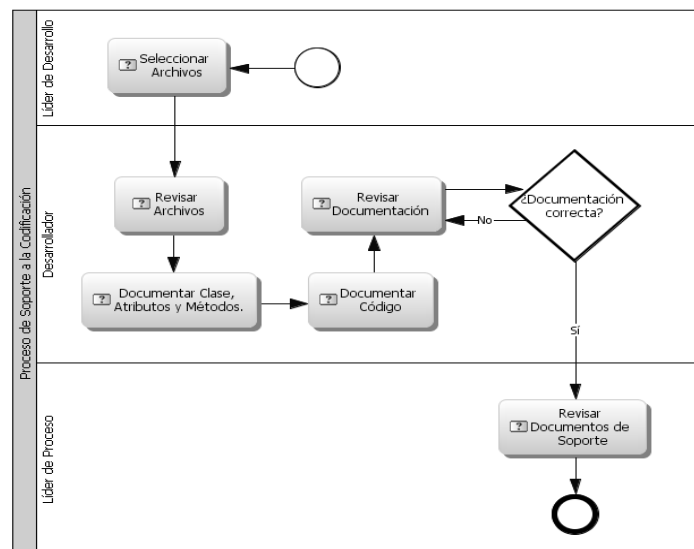 Proceso de Soporte a la Codificación
Líder de Desarrollo
Seleccionar
Archivos
Desarrollador
Revisar
Archivos
Documentar Clase,
Atributos y Métodos.
Documentar
Código
Revisar
Documentación
¿Documentación
correcta?
No
Sí
Líder de Proceso
Revisar
Documentos de
Soporte